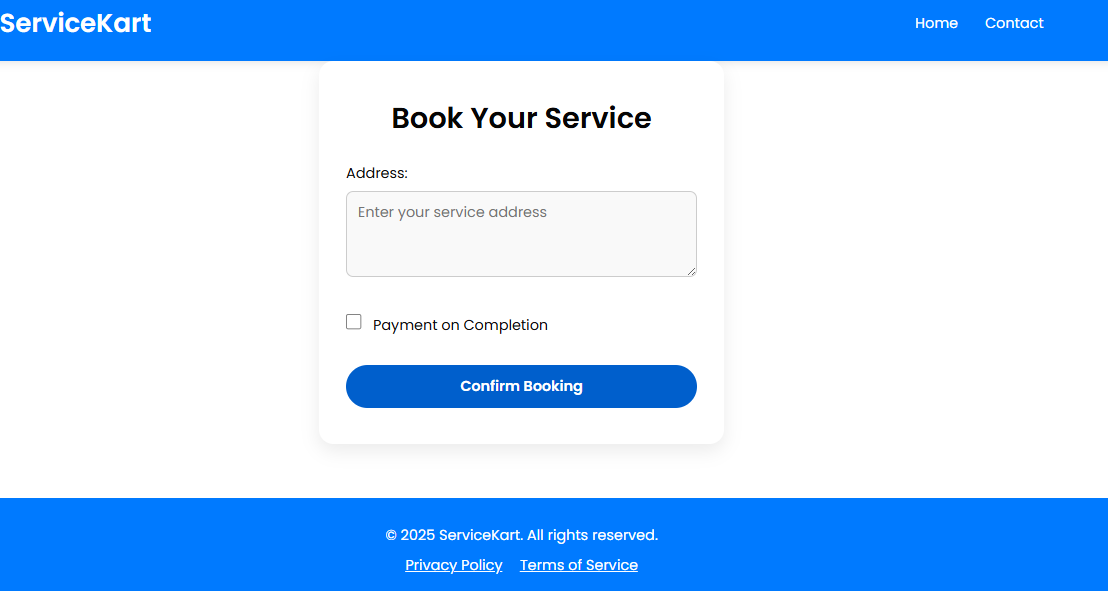 ServiceKart Home Contact
Book Your Service
Address:
Enter your service address
Payment on Completion
Confirm Booking
© 2025 ServiceKart. All rights reserved.
Privacy Policy Terms of Service